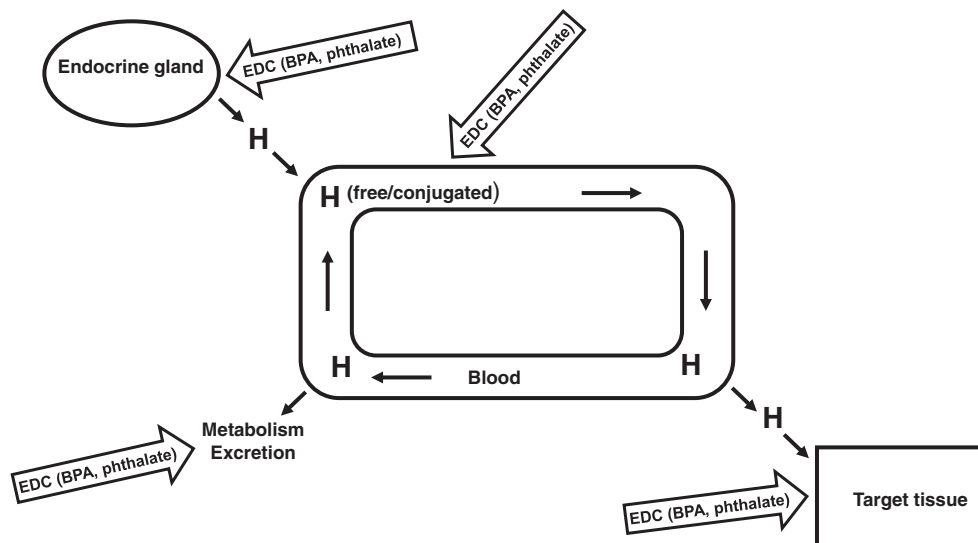 Endocrine gland
EDC (BPA, phthalate)
EDC (BPA, phthalate)
H
H (free/conjugated)
H
Blood
H
Metabolism
Excretion
H
EDC (BPA, phthalate)
EDC (BPA, phthalate)
Target tissue